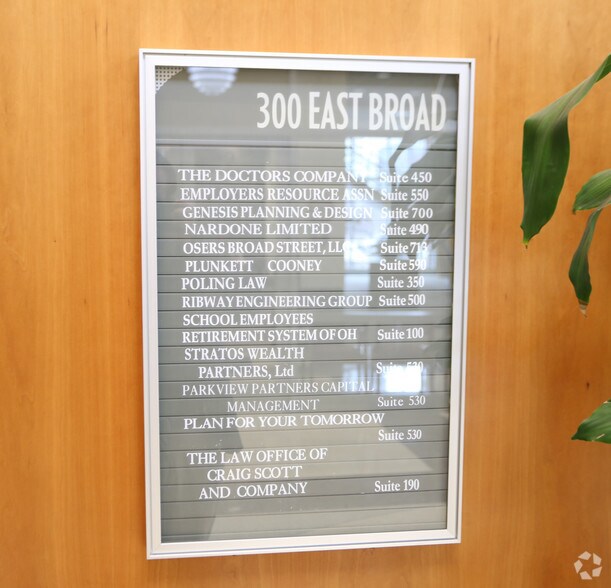 300 EAST BROAD
THE DOCTORS COMPANY Suite 450
EMPLOYERS RESOURCE ASSN Suite 550
GENESIS PLANNING & DESIGN Suite 700
NARDONE LIMITED Suite 490
OSERS BROAD STREET, LLC Suite 713
PLUNKETT COONEY Suite 590
POLING LAW Suite 350
RIBWAY ENGINEERING GROUP Suite 500
SCHOOL EMPLOYEES
RETIREMENT SYSTEM OF OH Suite 100
STRATOS WEALTH
PARTNERS, Ltd Suite 530
PARKVIEW PARTNERS CAPITAL
MANAGEMENT Suite 530
PLAN FOR YOUR TOMORROW
Suite 530
THE LAW OFFICE OF
CRAIG SCOTT
AND COMPANY Suite 190